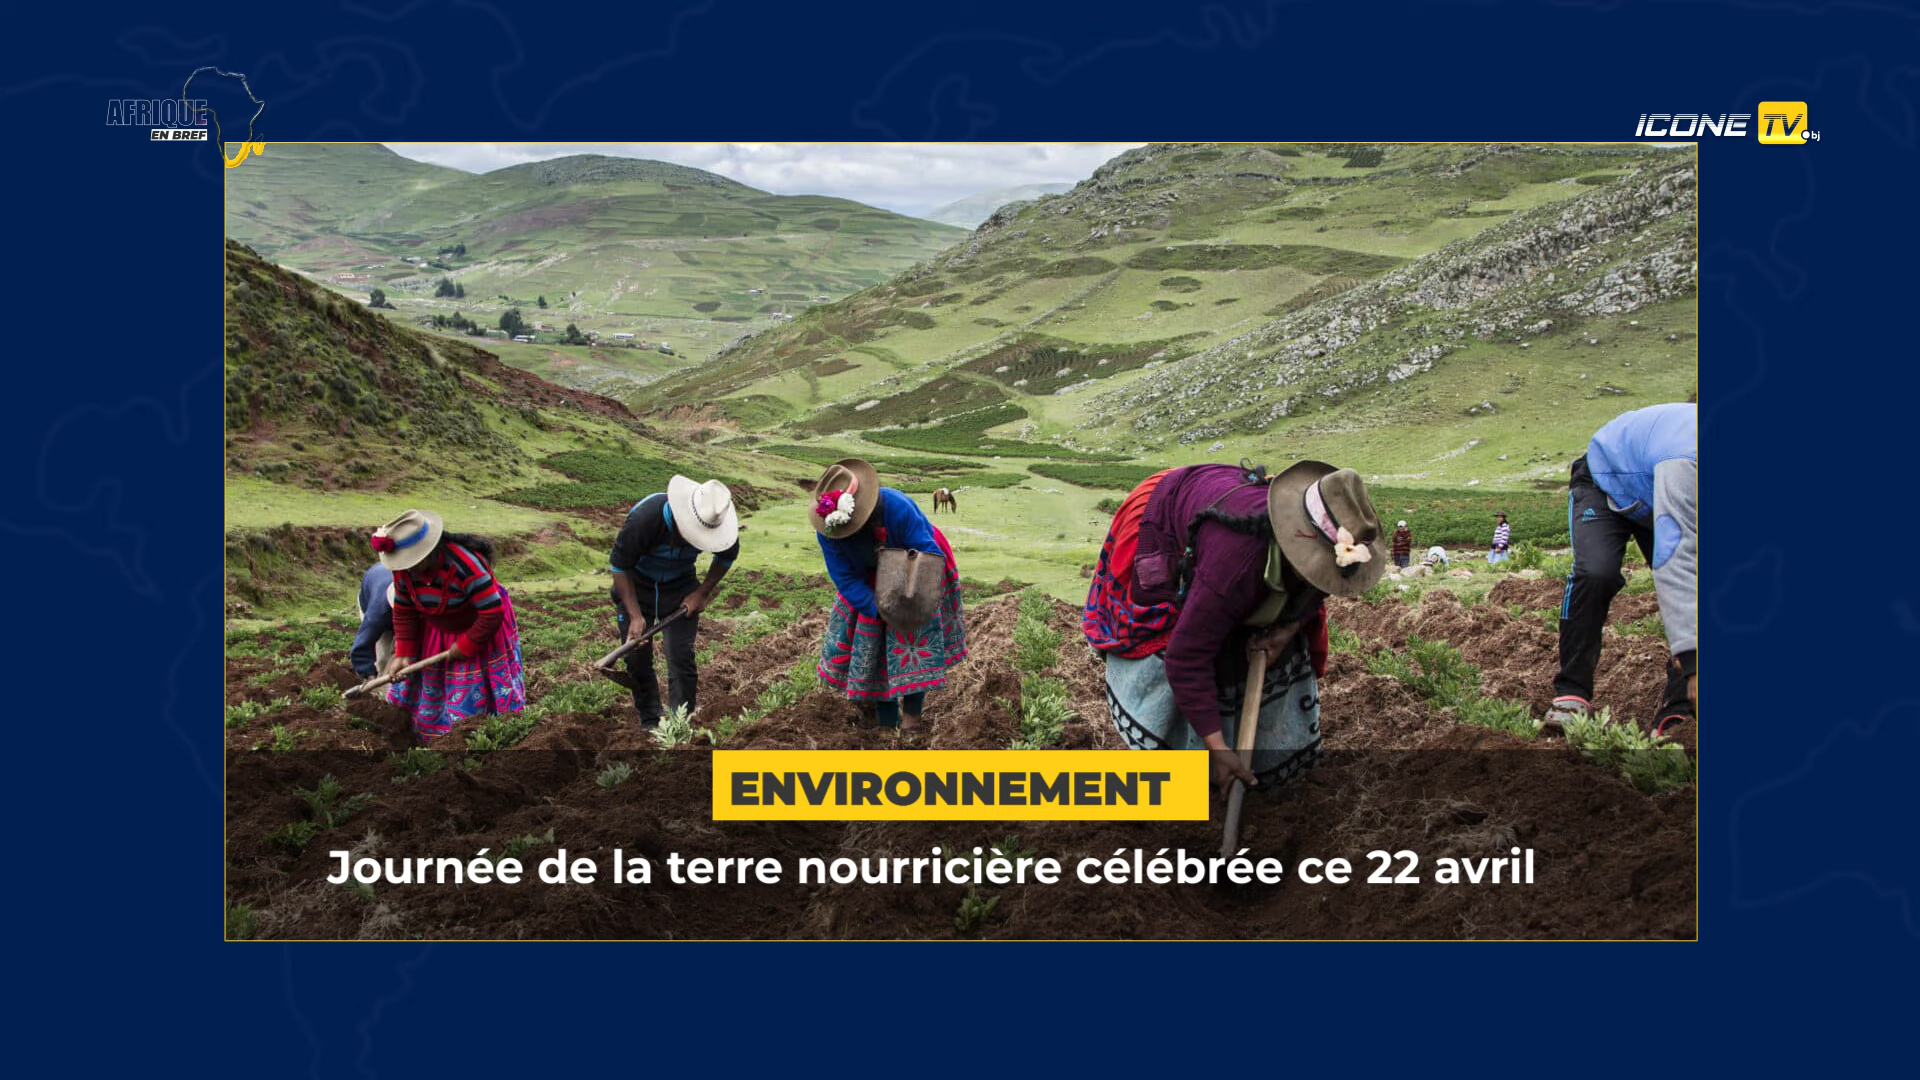 AFRIQUE
EN BREF
ICONE TV.bj
ENVIRONNEMENT
Journée de la terre nourricière célébrée ce 22 avril